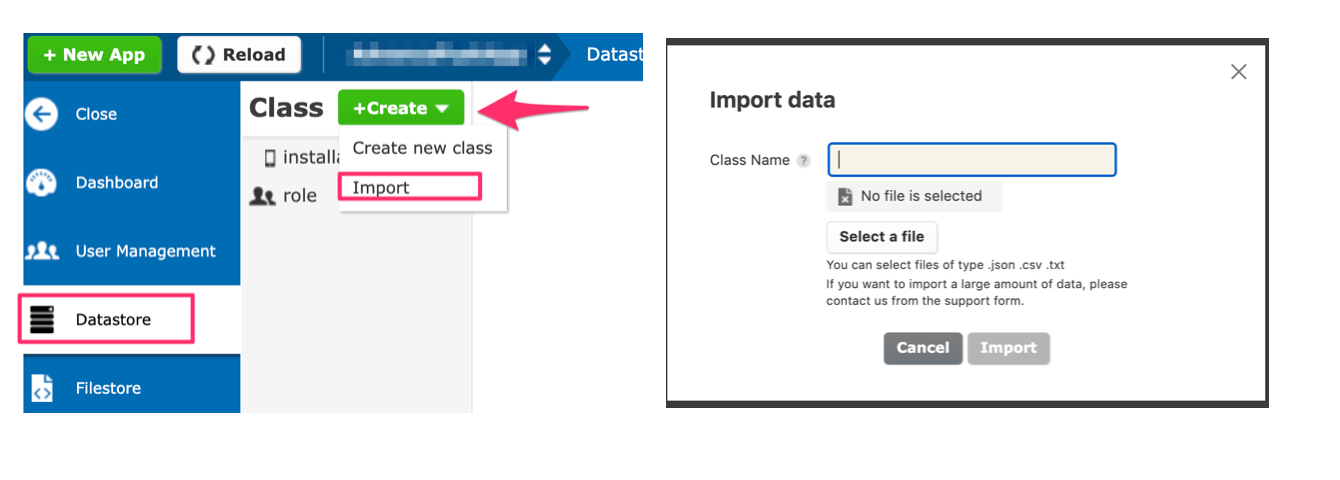 + New App
Reload
Datast
Close
Dashboard
User Management
Datastore
Filestore
Class
+Create
Create new class
Import
install
role
Import data
Class Name ?
No file is selected
Select a file
You can select files of type .json .csv .txt
If you want to import a large amount of data, please
contact us from the support form.
Cancel
Import